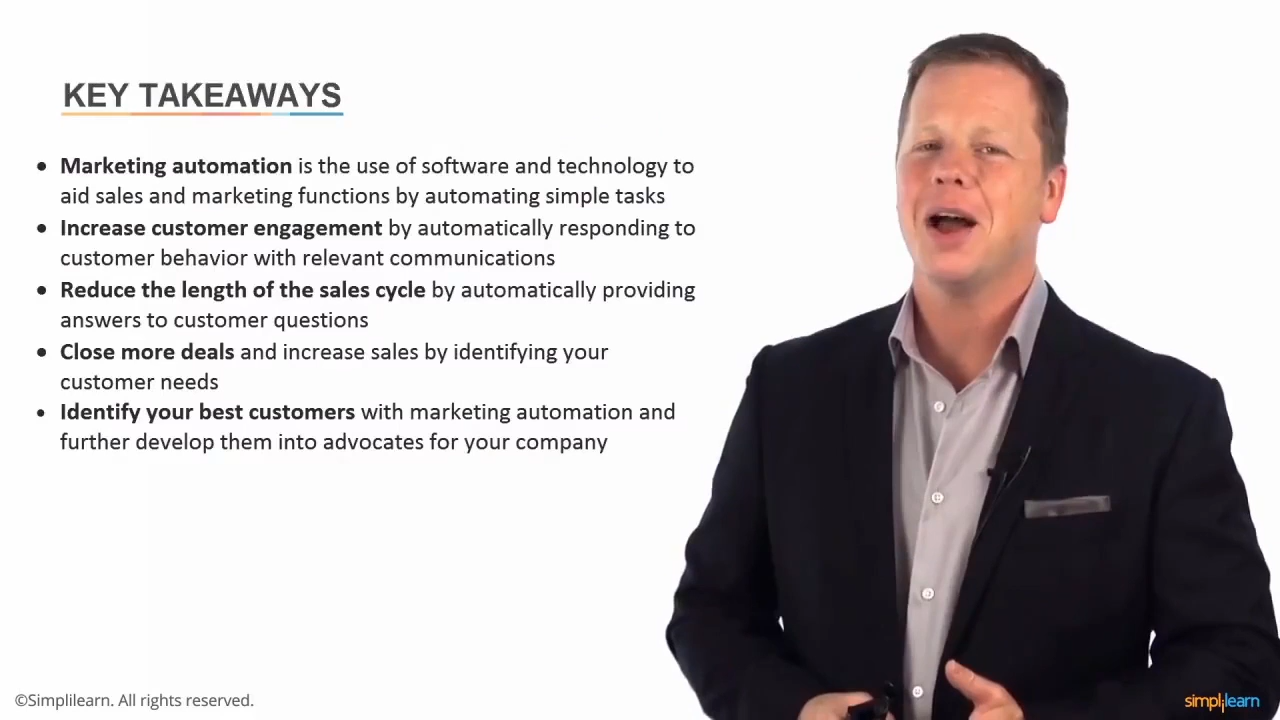 KEY TAKEAWAYS
• Marketing automation is the use of software and technology to
aid sales and marketing functions by automating simple tasks
• Increase customer engagement by automatically responding to
customer behavior with relevant communications
• Reduce the length of the sales cycle by automatically providing
answers to customer questions
• Close more deals and increase sales by identifying your
customer needs
• Identify your best customers with marketing automation and
further develop them into advocates for your company
©Simplilearn. All rights reserved.
simplilearn